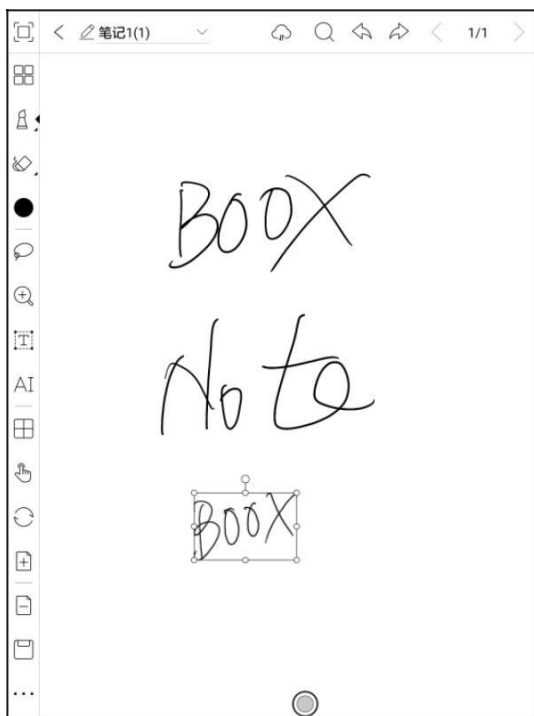 笔记1(1)
1/1
T
AI
BOOX
Note
BOOX